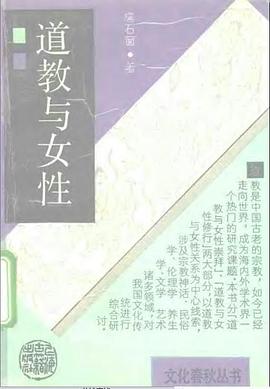 道教与女性
詹石窗·著
教是中国古老的宗教,如今已经
走向世界,成为海内外学术界一
个热门的研究课题。本书分“道
教与女性崇拜”、“道教与女
性修行”两大部分,以道教
与女性关系为中心线索,
涉及宗教神话、民俗
学、伦理学、养生
学、文学、艺术
诸多领域,对
我国文化传
统进行
综合研
讨。
文化春秋丛书